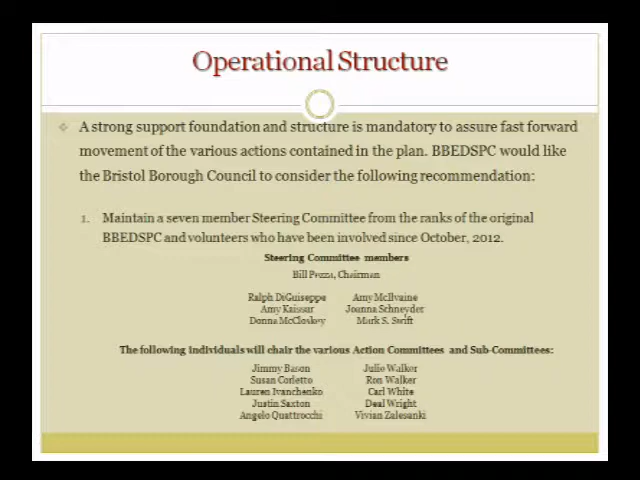 Operational Structure
A strong support foundation and structure is mandatory to assure fast forward
movement of the various actions contained in the plan. BBEDSPC would like
the Bristol Borough Council to consider the following recommendation:
1. Maintain a seven member Steering Committee from the ranks of the original
BBEDSPC and volunteers who have been involved since October, 2012.
Steering Committee members
Bill Pezza, Chairman
Ralph DiGuiseppe Amy McIlvaine
Amy Kaissar Joanna Schneyder
Donna McCloskey Mark S. Swift
The following individuals will chair the various Action Committees and Sub-Committees:
Jimmy Bason Julie Walker
Susan Corletto Ron Walker
Lauren Ivanchenko Carl White
Justin Saxton Deal Wright
Angelo Quattrocchi Vivian Zalesanki